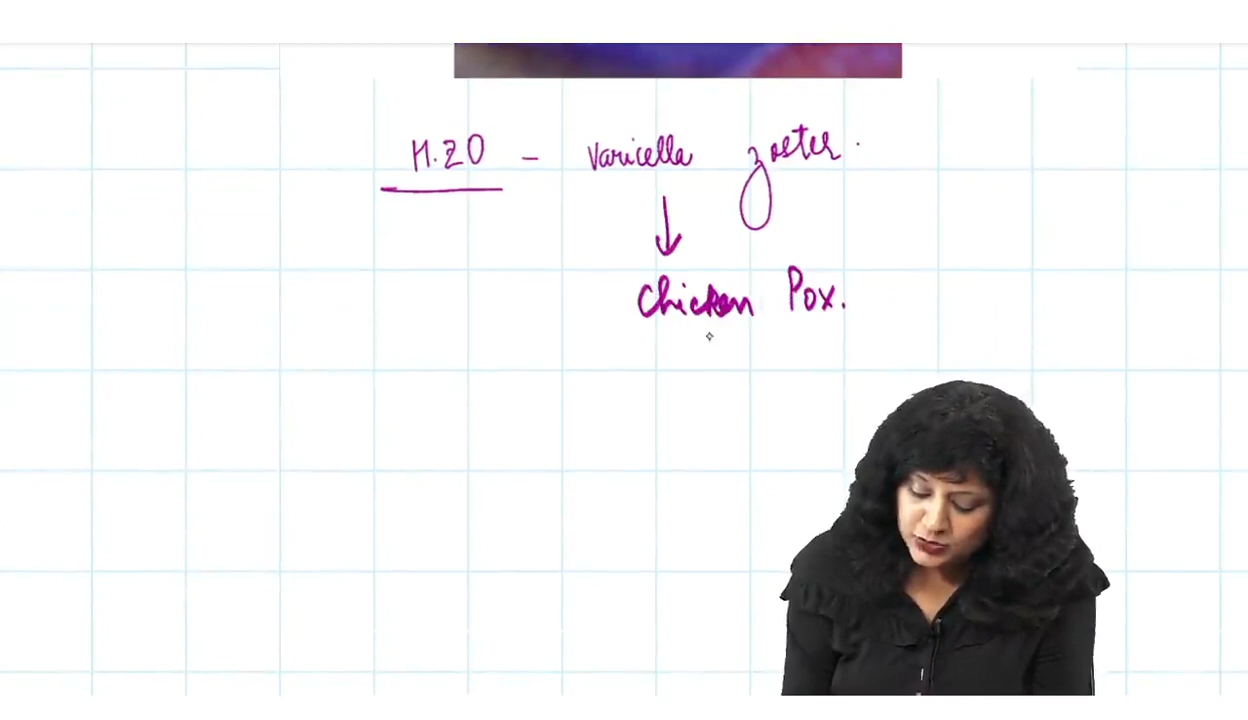 H.ZO - Varicella zoster.
↓
Chicken Pox.